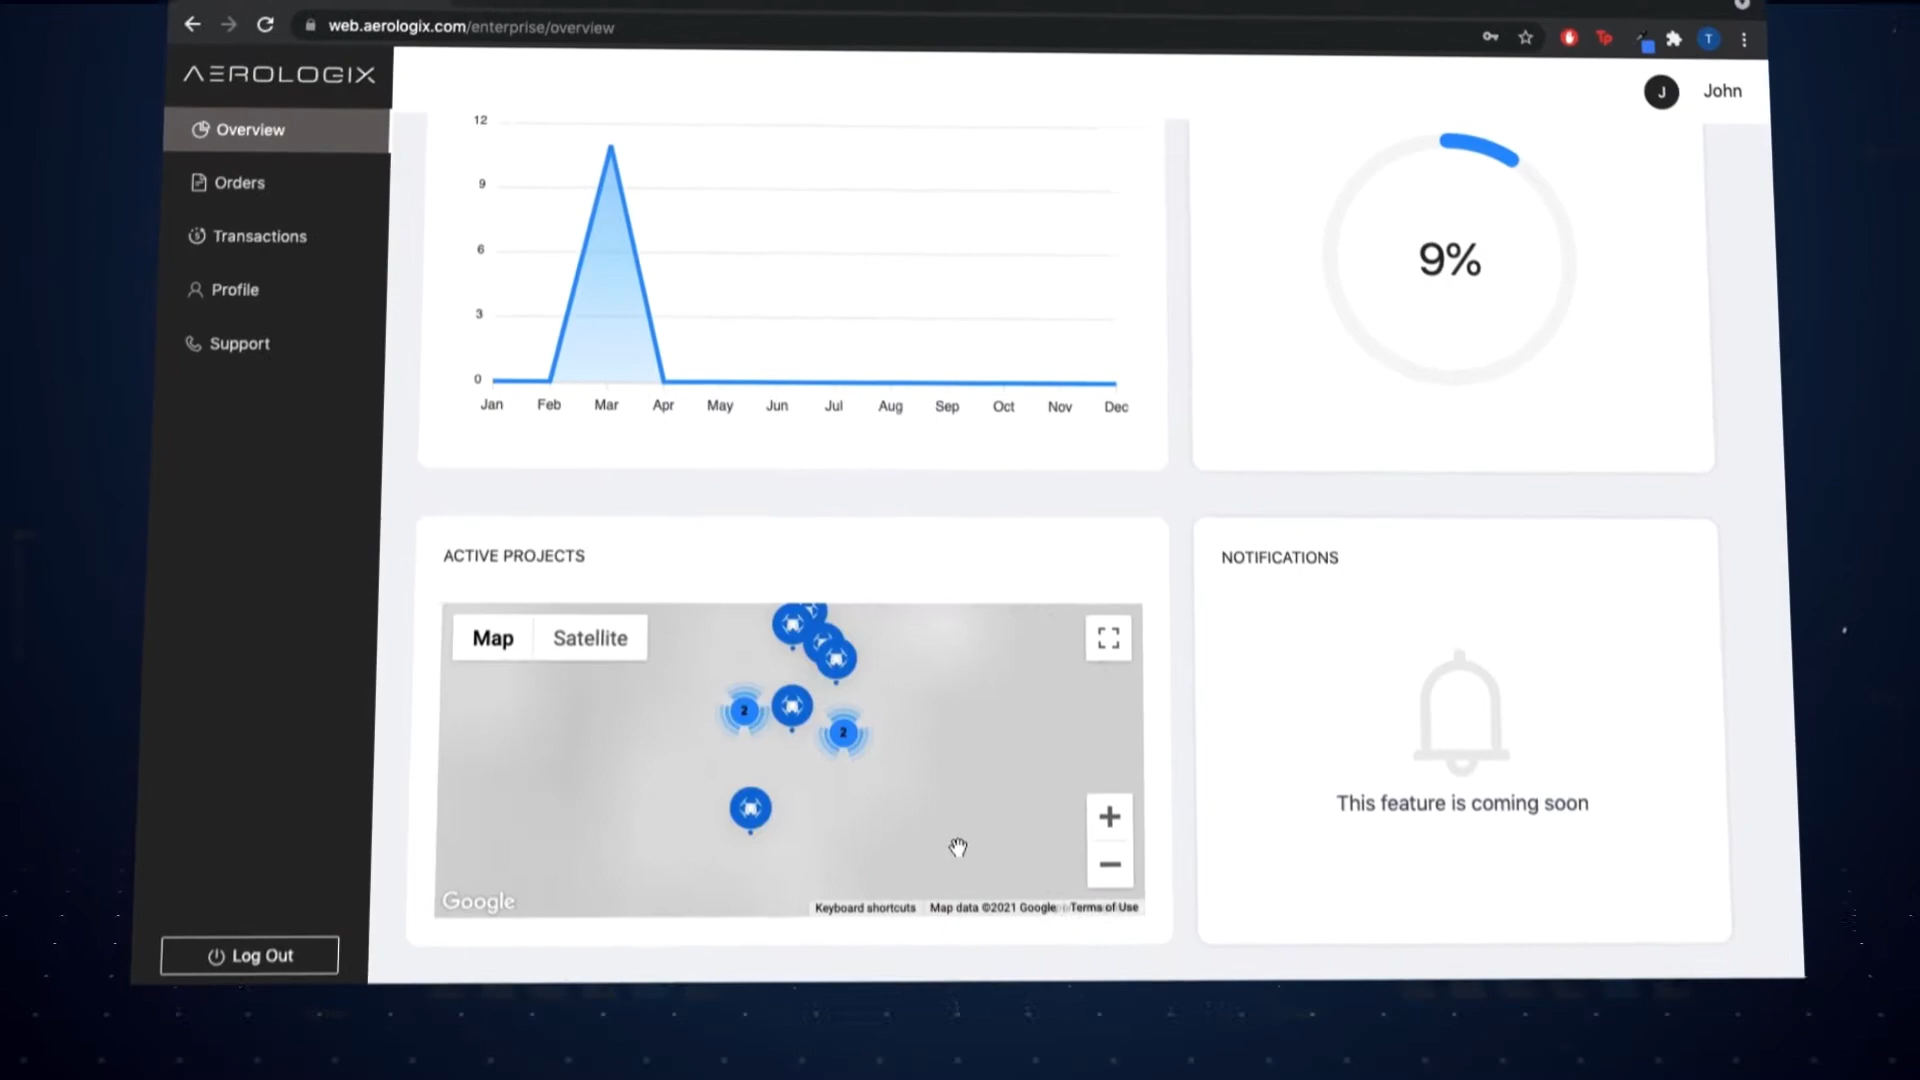 web.aerologix.com/enterprise/overview
T
AEROLOGIX
J
John
Overview
Orders
Transactions
Profile
Support
Log Out
12
9
6
3
0
Jan Feb Mar Apr May Jun Jul Aug Sep Oct Nov Dec
9%
ACTIVE PROJECTS
Map
Satellite
2
2
Google
Keyboard shortcuts
Map data ©2021 Google
Terms of Use
NOTIFICATIONS
This feature is coming soon